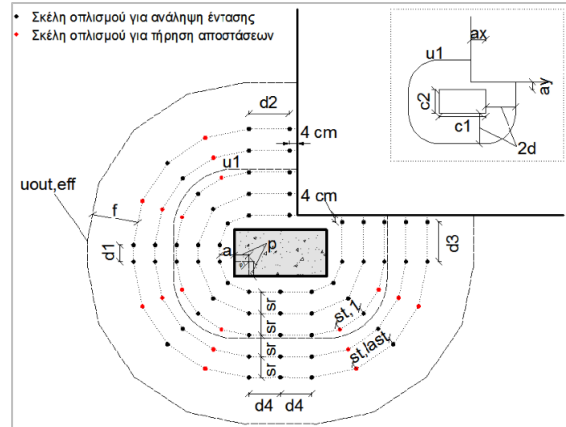 Σκέλη οπλισμού για ανάληψη έντασης
Σκέλη οπλισμού για τήρηση αποστάσεων
ax
u1
ay
c2
c1
2d
d2
4 cm
u1
uout,eff
f
4 cm
d1
a
p
d3
sr
sr
sr
sr
st,1
st,last
d4
d4